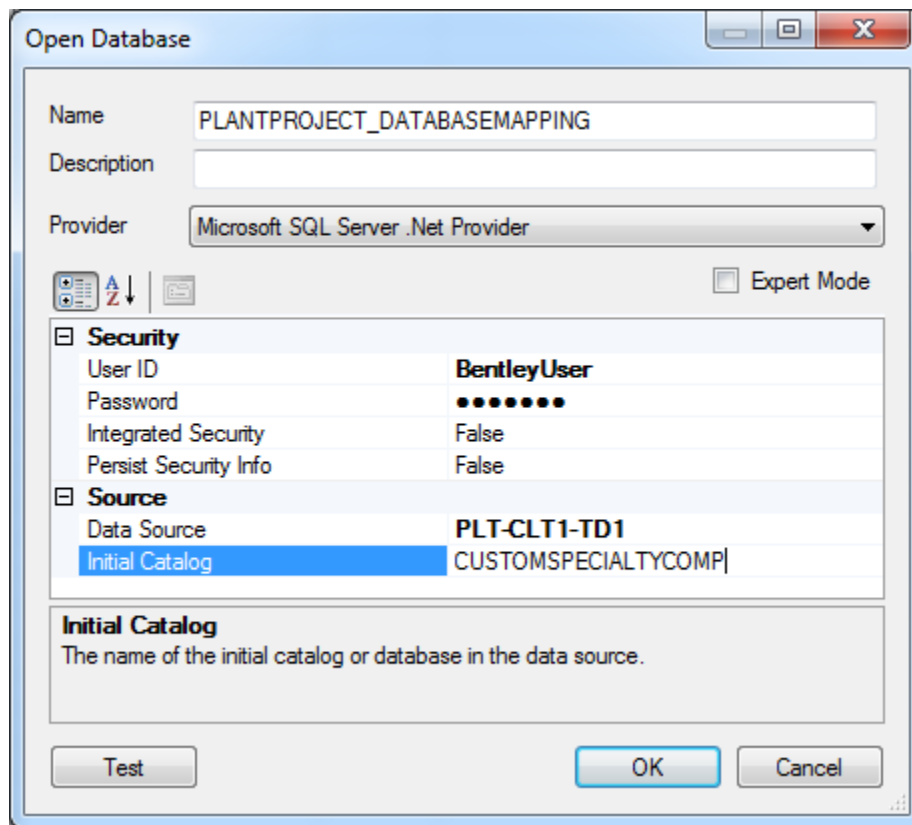 Open Database
Name PLANTPROJECT_DATABASEMAPPING
Description
Provider Microsoft SQL Server .Net Provider
Expert Mode
Security
User ID BentleyUser
Password ●●●●●●●
Integrated Security False
Persist Security Info False
Source
Data Source PLT-CLT1-TD1
Initial Catalog CUSTOMSPECIALTYCOMP
Initial Catalog
The name of the initial catalog or database in the data source.
Test OK Cancel